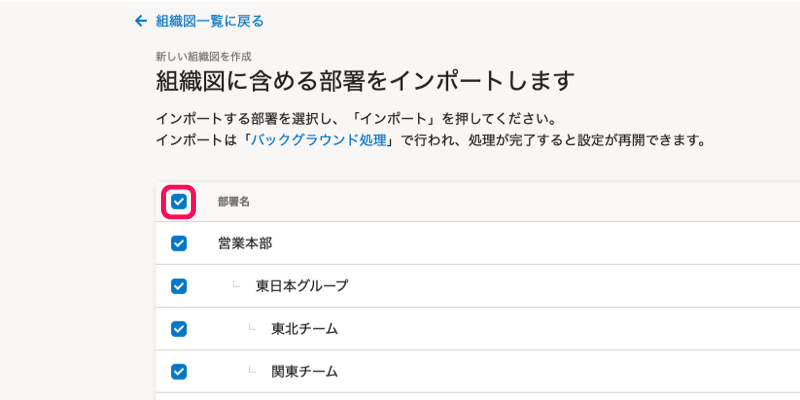 ← 組織図一覧に戻る
新しい組織図を作成
組織図に含める部署をインポートします
インポートする部署を選択し、「インポート」を押してください。
インポートは「バックグラウンド処理」で行われ、処理が完了すると設定が再開できます。
部署名
営業本部
東日本グループ
東北チーム
関東チーム